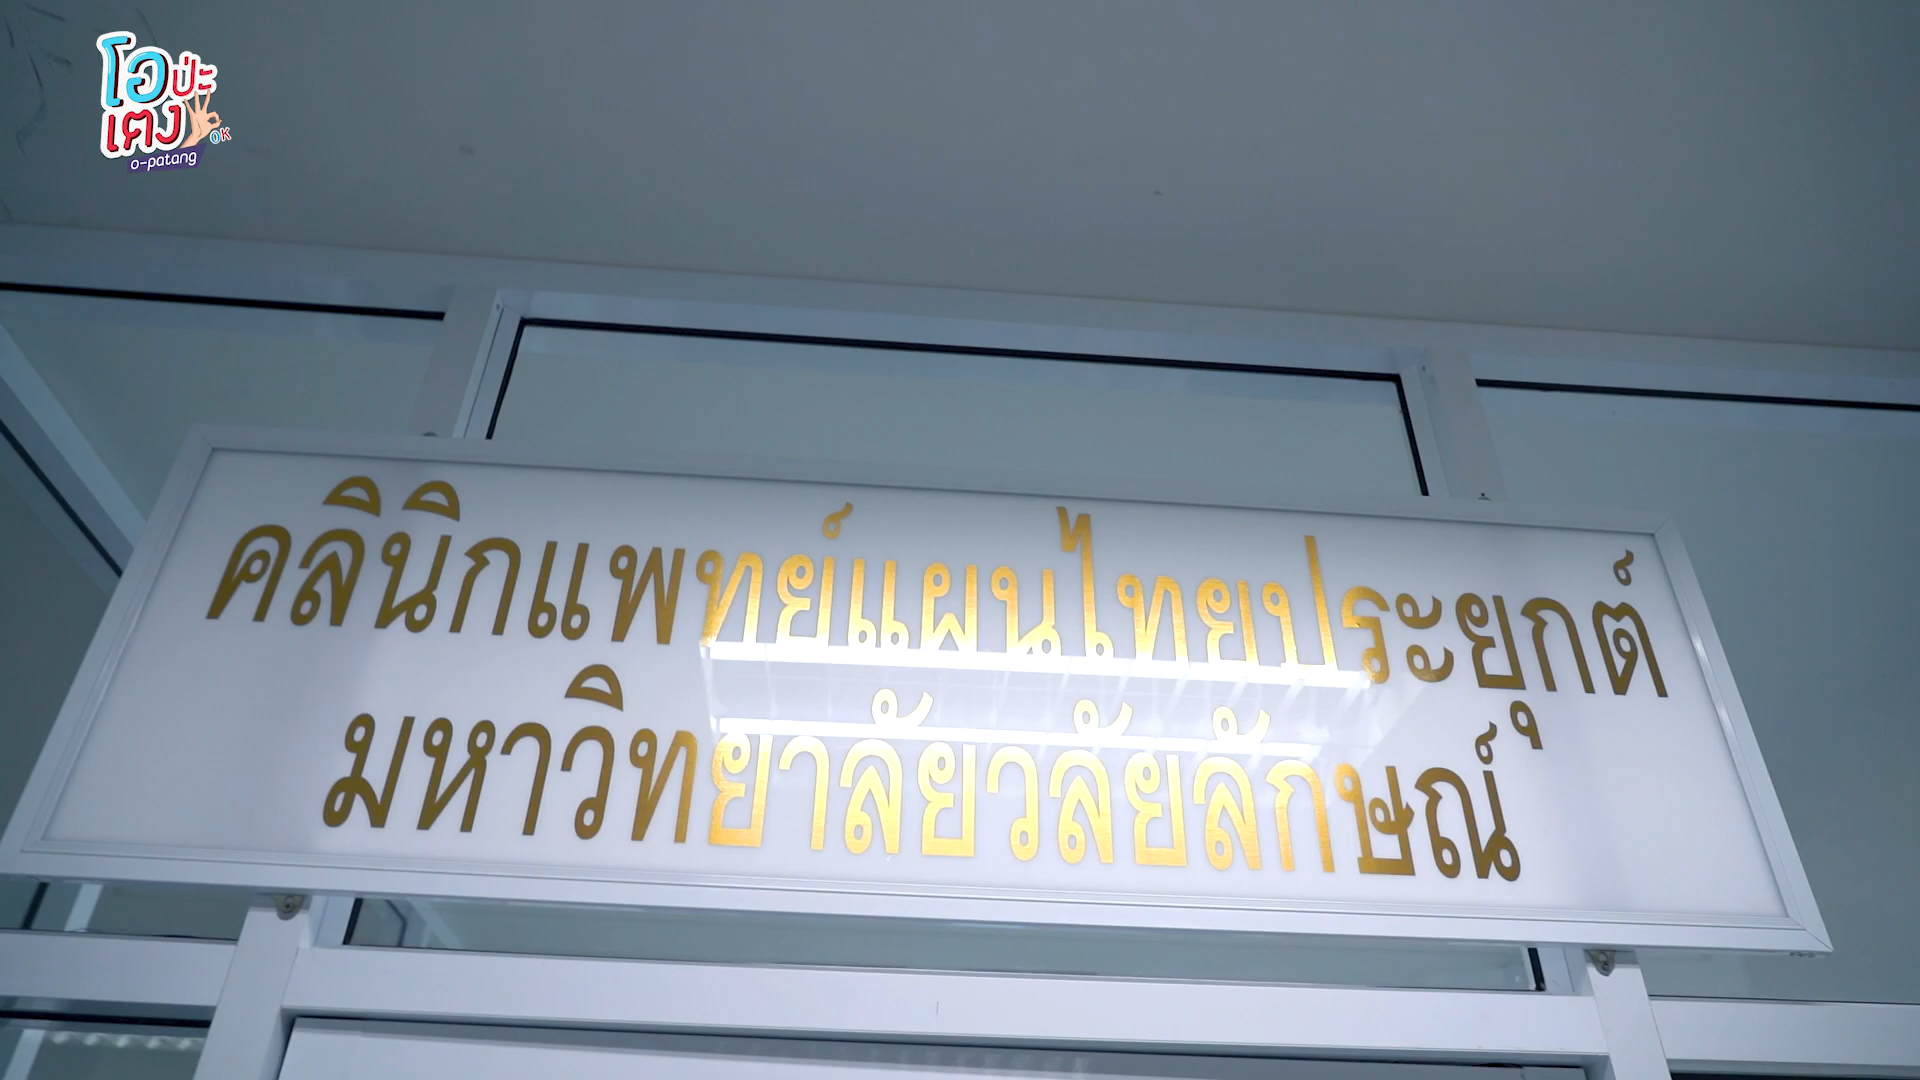 โอปะ
เตง
OK
o-patang
คลินิกแพทย์แผนไทยประยุกต์
มหาวิทยาลัยวลัยลักษณ์